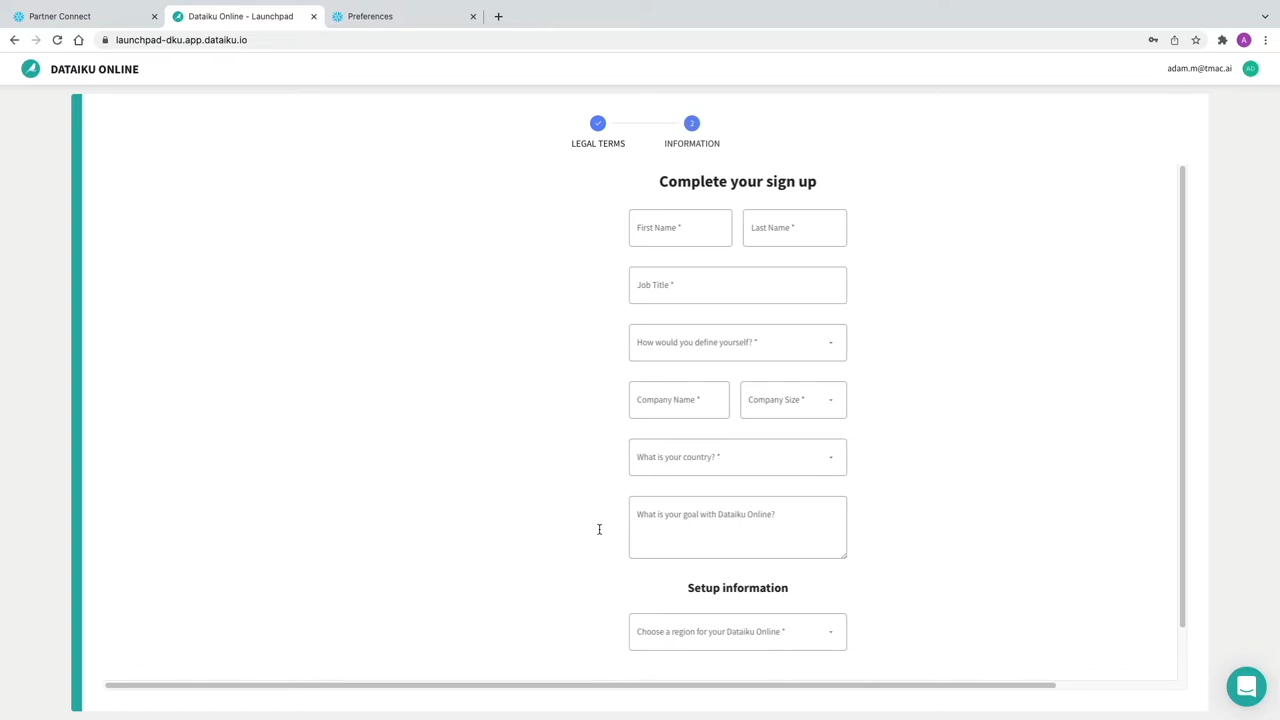 Partner Connect
Dataiku Online - Launchpad
Preferences
launchpad-dku.app.dataiku.io
A
DATAIKU ONLINE
adam.m@tmac.ai
AD
2
LEGAL TERMS
INFORMATION
Complete your sign up
First Name *
Last Name *
Job Title *
How would you define yourself? *
Company Name *
Company Size *
What is your country? *
What is your goal with Dataiku Online?
Setup information
Choose a region for your Dataiku Online *